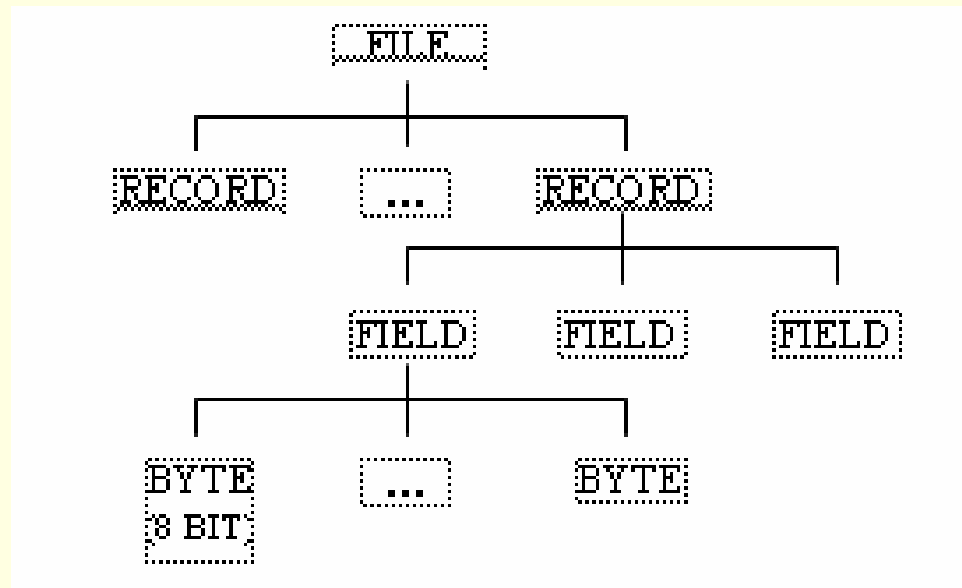 FILE
RECORD ... RECORD
FIELD FIELD FIELD
BYTE ... BYTE
(8 BIT)